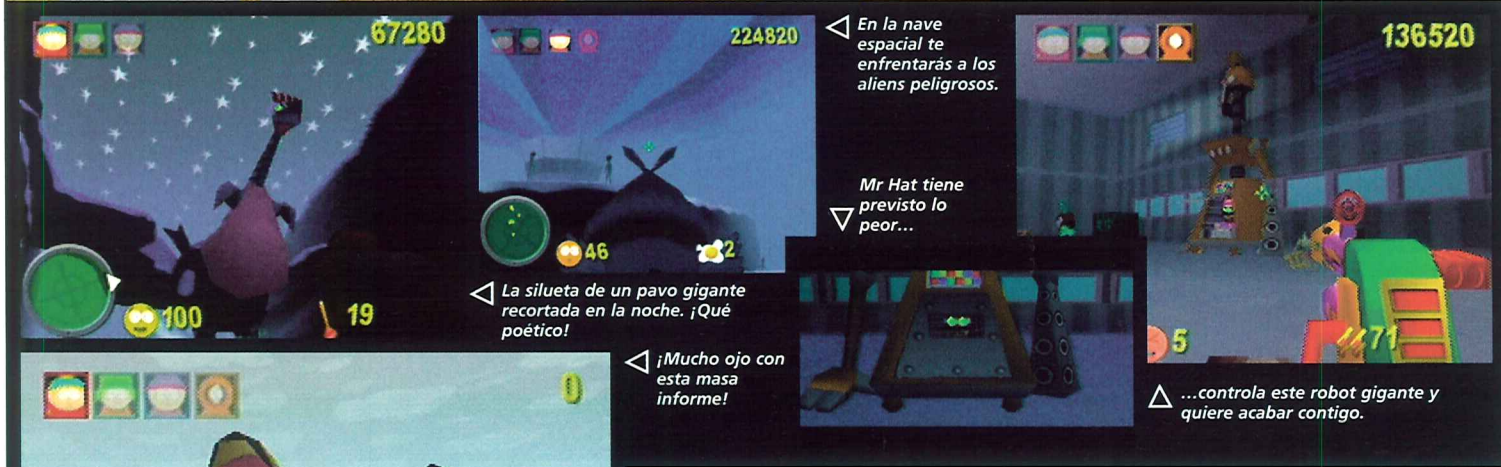 67280
100
19
224820
46
2
En la nave
espacial te
enfrentarás a los
aliens peligrosos.
136520
5
71
Mr Hat tiene
previsto lo
peor...
La silueta de un pavo gigante
recortada en la noche. ¡Qué
poético!
¡Mucho ojo con
esta masa
informe!
0
...controla este robot gigante y
quiere acabar contigo.